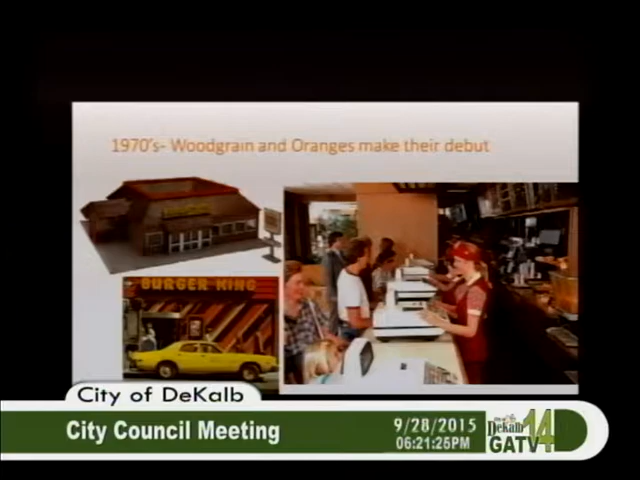 1970's- Woodgrain and Oranges make their debut
BURGER KING
City of DeKalb
City Council Meeting
9/28/2015
06:21:25PM
DeKalb
GATV
14